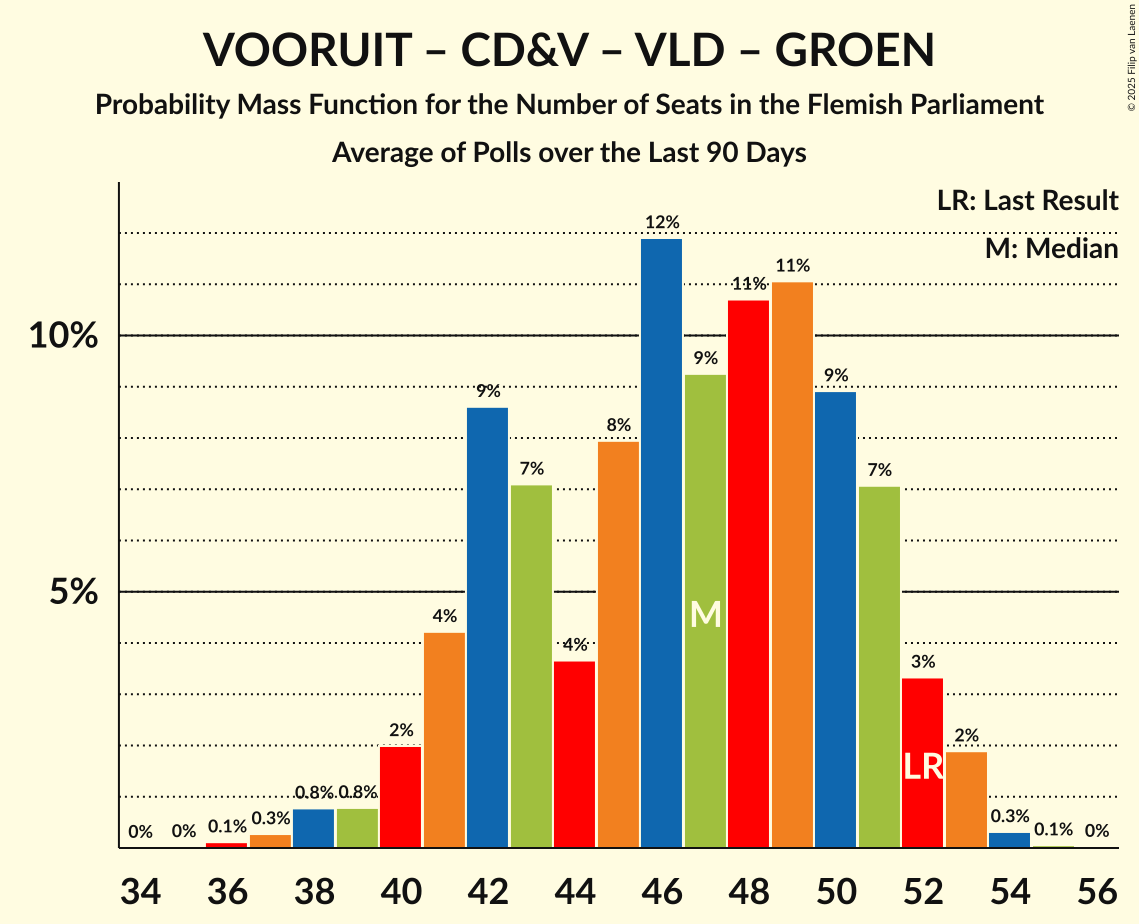 VOORUIT – CD&V – VLD – GROEN
Probability Mass Function for the Number of Seats in the Flemish Parliament
Average of Polls over the Last 90 Days
© 2025 Filip van Laenen
LR: Last Result
M: Median
10%
5%
0%
0%
0.1%
0.3%
0.8%
0.8%
2%
4%
9%
7%
4%
8%
12%
9%
11%
11%
9%
7%
3%
2%
0.3%
0.1%
0%
M
LR
34 36 38 40 42 44 46 48 50 52 54 56